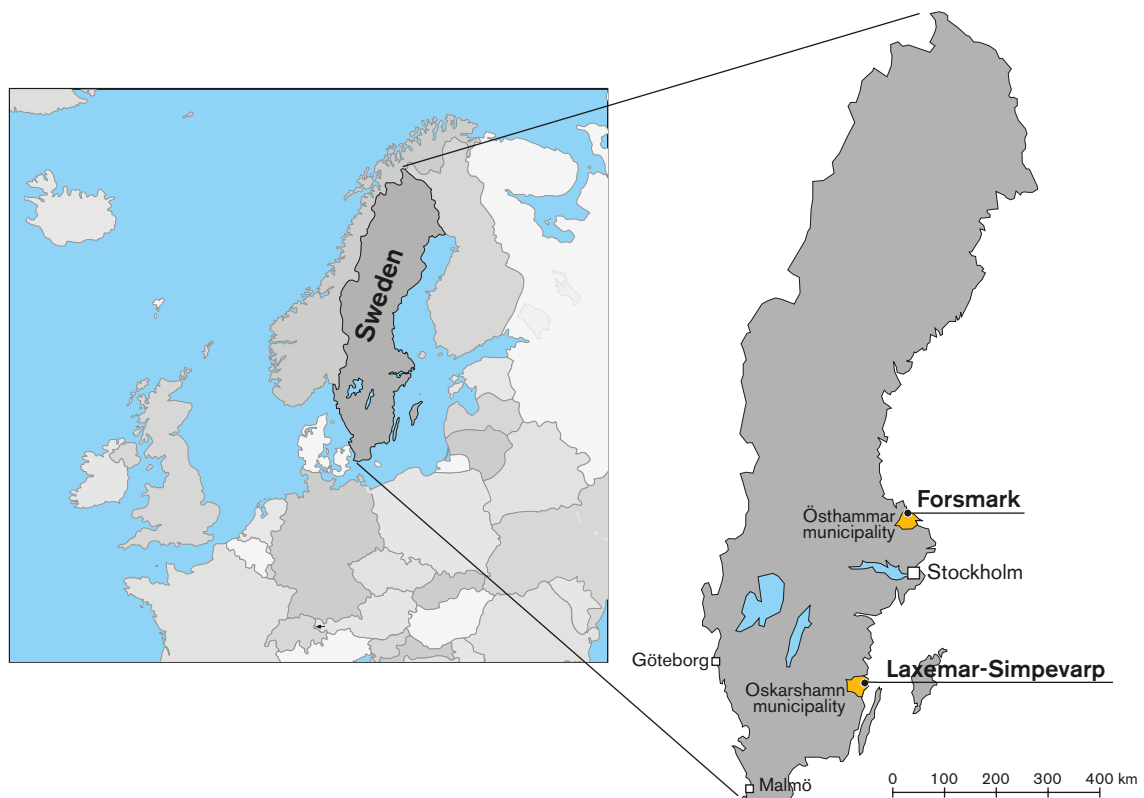 Sweden
Forsmark
Östhammar
municipality
Stockholm
Göteborg
Laxemar-Simpevarp
Oskarshamn
municipality
Malmö
0 100 200 300 400 km